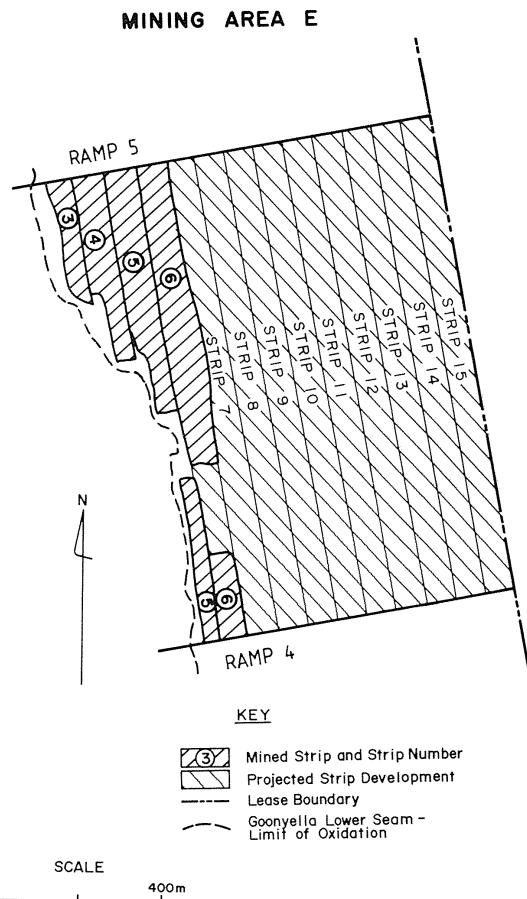 MINING AREA E
RAMP 5
3
4
5
6
STRIP 7
STRIP 8
STRIP 9
STRIP 10
STRIP 11
STRIP 12
STRIP 13
STRIP 14
STRIP 15
N
5
6
RAMP 4
KEY
3 Mined Strip and Strip Number
Projected Strip Development
Lease Boundary
Goonyella Lower Seam –
Limit of Oxidation
SCALE
400m